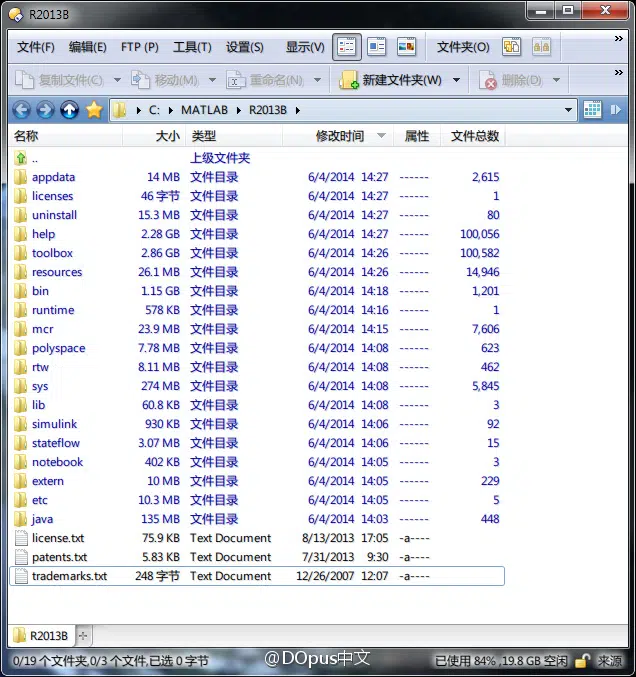 R2013B
文件(F) 编辑(E) FTP (P) 工具(T) 设置(S) 显示(V) 文件夹(O) »
复制文件(C) 移动(M) 重命名(N) 新建文件夹(W) 删除(D) »
C: MATLAB R2013B
名称 大小 类型 修改时间 属性 文件总数
.. 上级文件夹
appdata 14 MB 文件目录 6/4/2014 14:27 ------ 2,615
licenses 46 字节 文件目录 6/4/2014 14:27 ------ 1
uninstall 15.3 MB 文件目录 6/4/2014 14:27 ------ 80
help 2.28 GB 文件目录 6/4/2014 14:27 ------ 100,056
toolbox 2.86 GB 文件目录 6/4/2014 14:26 ------ 100,582
resources 26.1 MB 文件目录 6/4/2014 14:26 ------ 14,946
bin 1.15 GB 文件目录 6/4/2014 14:18 ------ 1,201
runtime 578 KB 文件目录 6/4/2014 14:16 ------ 1
mcr 23.9 MB 文件目录 6/4/2014 14:15 ------ 7,606
polyspace 7.78 MB 文件目录 6/4/2014 14:08 ------ 623
rtw 8.11 MB 文件目录 6/4/2014 14:08 ------ 462
sys 274 MB 文件目录 6/4/2014 14:08 ------ 5,845
lib 60.8 KB 文件目录 6/4/2014 14:08 ------ 3
simulink 930 KB 文件目录 6/4/2014 14:06 ------ 92
stateflow 3.07 MB 文件目录 6/4/2014 14:06 ------ 15
notebook 402 KB 文件目录 6/4/2014 14:05 ------ 3
extern 10 MB 文件目录 6/4/2014 14:05 ------ 229
etc 10.3 MB 文件目录 6/4/2014 14:05 ------ 5
java 135 MB 文件目录 6/4/2014 14:03 ------ 448
license.txt 75.9 KB Text Document 8/13/2013 17:05 -a----
patents.txt 5.83 KB Text Document 7/31/2013 9:30 -a----
trademarks.txt 248 字节 Text Document 12/26/2007 12:07 -a----
R2013B
0/19 个文件夹,0/3 个文件,已选 0 字节 @DOpus中文 已使用 84% ,19.8 GB 空闲 来源